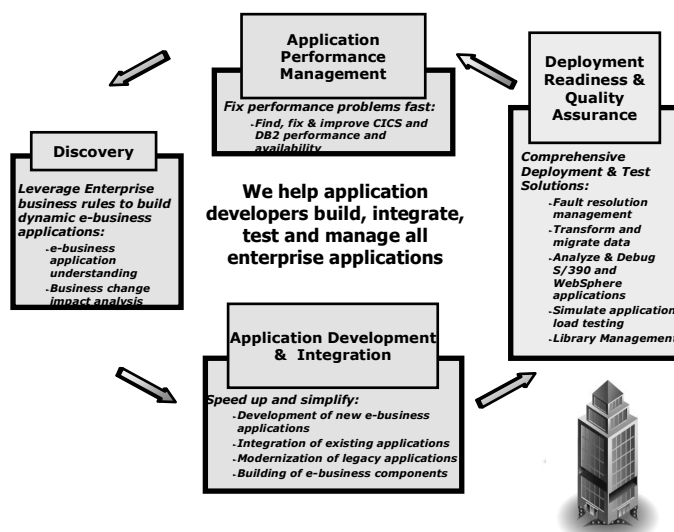 Application
Performance
Management
Fix performance problems fast:
-Find, fix & improve CICS and
DB2 performance and
availability
Deployment
Readiness &
Quality
Assurance
Comprehensive
Deployment & Test
Solutions:
-Fault resolution
management
-Transform and
migrate data
-Analyze & Debug
S/390 and
WebSphere
applications
-Simulate application
load testing
-Library Management
Discovery
Leverage Enterprise
business rules to build
dynamic e-business
applications:
-e-business
application
understanding
-Business change
impact analysis
We help application
developers build, integrate,
test and manage all
enterprise applications
Application Development
& Integration
Speed up and simplify:
-Development of new e-business
applications
-Integration of existing applications
-Modernization of legacy applications
-Building of e-business components